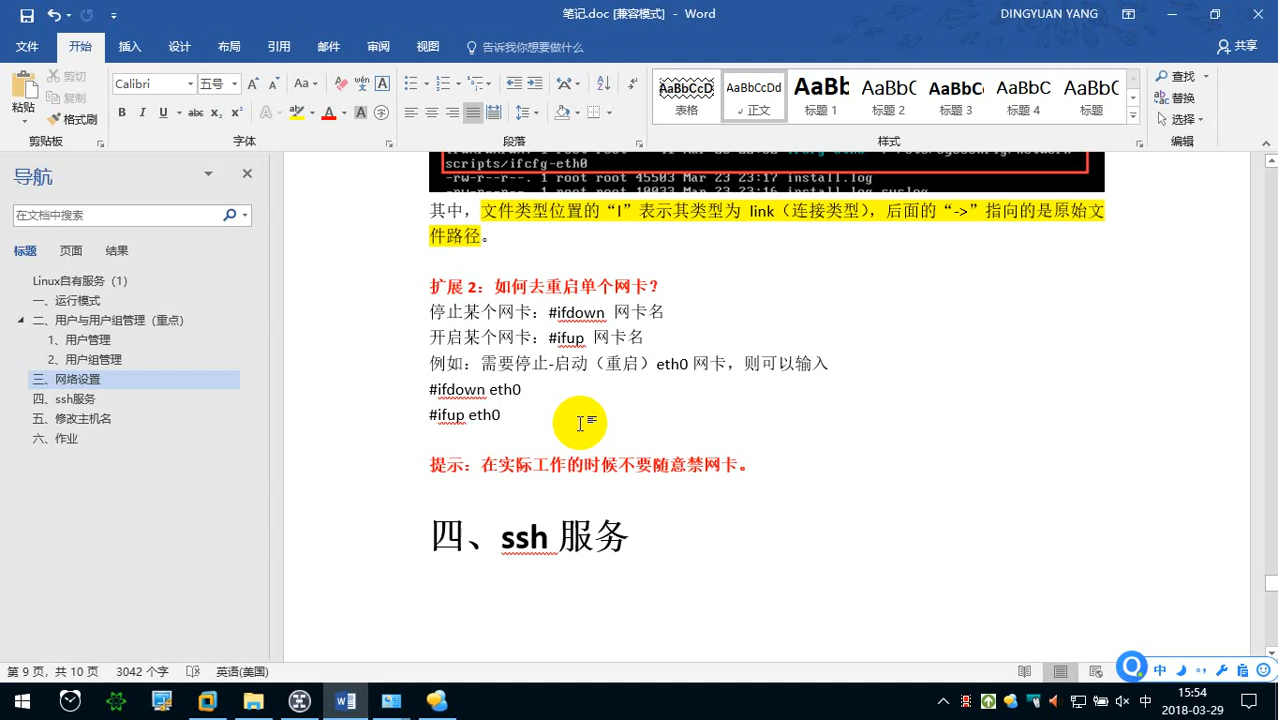 笔记.doc [兼容模式] - Word
DINGYUAN YANG
文件 开始 插入 设计 布局 引用 邮件 审阅 视图 告诉我你想要做什么 共享
粘贴 剪切 复制 格式刷
Calibri 五号
AaBbCcD 表格
AaBbCcDd 正文
AaBb 标题 1
AaBbC 标题 2
AaBbC 标题 3
AaBbC 标题 4
AaBbC 标题
查找
替换
选择
剪贴板 字体 段落 样式 编辑
导航
在文档中搜索
标题 页面 结果
Linux自有服务（1）
一、运行模式
二、用户与用户组管理（重点）
1、用户管理
2、用户组管理
三、网络设置
四、ssh服务
五、修改主机名
六、作业
scripts/ifcfg-eth0
-rw-r--r--. 1 root root 45503 Mar 23 23:17 install.log
-rw-r--r--. 1 root root 10033 Mar 23 23:16 install.log.syslog
其中，文件类型位置的“l”表示其类型为 link（连接类型），后面的“->”指向的是原始文
件路径。
扩展 2：如何去重启单个网卡？
停止某个网卡：#ifdown 网卡名
开启某个网卡：#ifup 网卡名
例如：需要停止-启动（重启）eth0 网卡，则可以输入
#ifdown eth0
#ifup eth0
提示：在实际工作的时候不要随意禁网卡。
四、ssh 服务
第 9 页，共 10 页 3042 个字 英语(美国)
中
中
15:54
2018-03-29